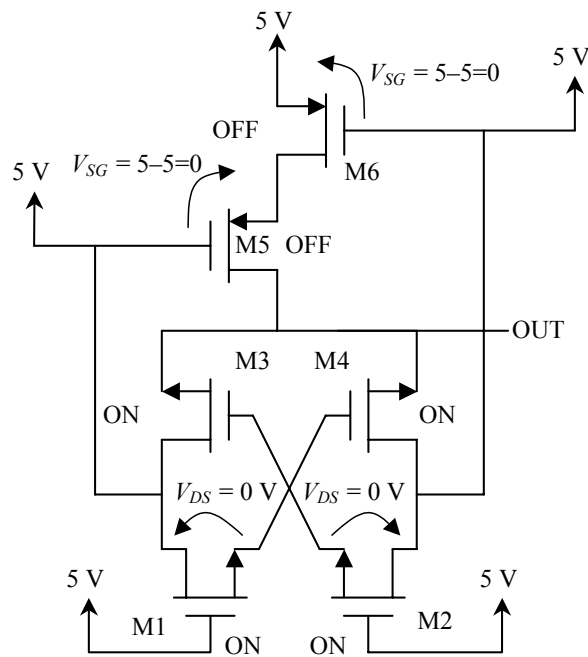 5 V
5 V
V_SG = 5–5=0
OFF
M6
V_SG = 5–5=0
5 V
M5 OFF
OUT
M3 M4
ON ON
V_DS = 0 V V_DS = 0 V
5 V 5 V
M1 M2
ON ON